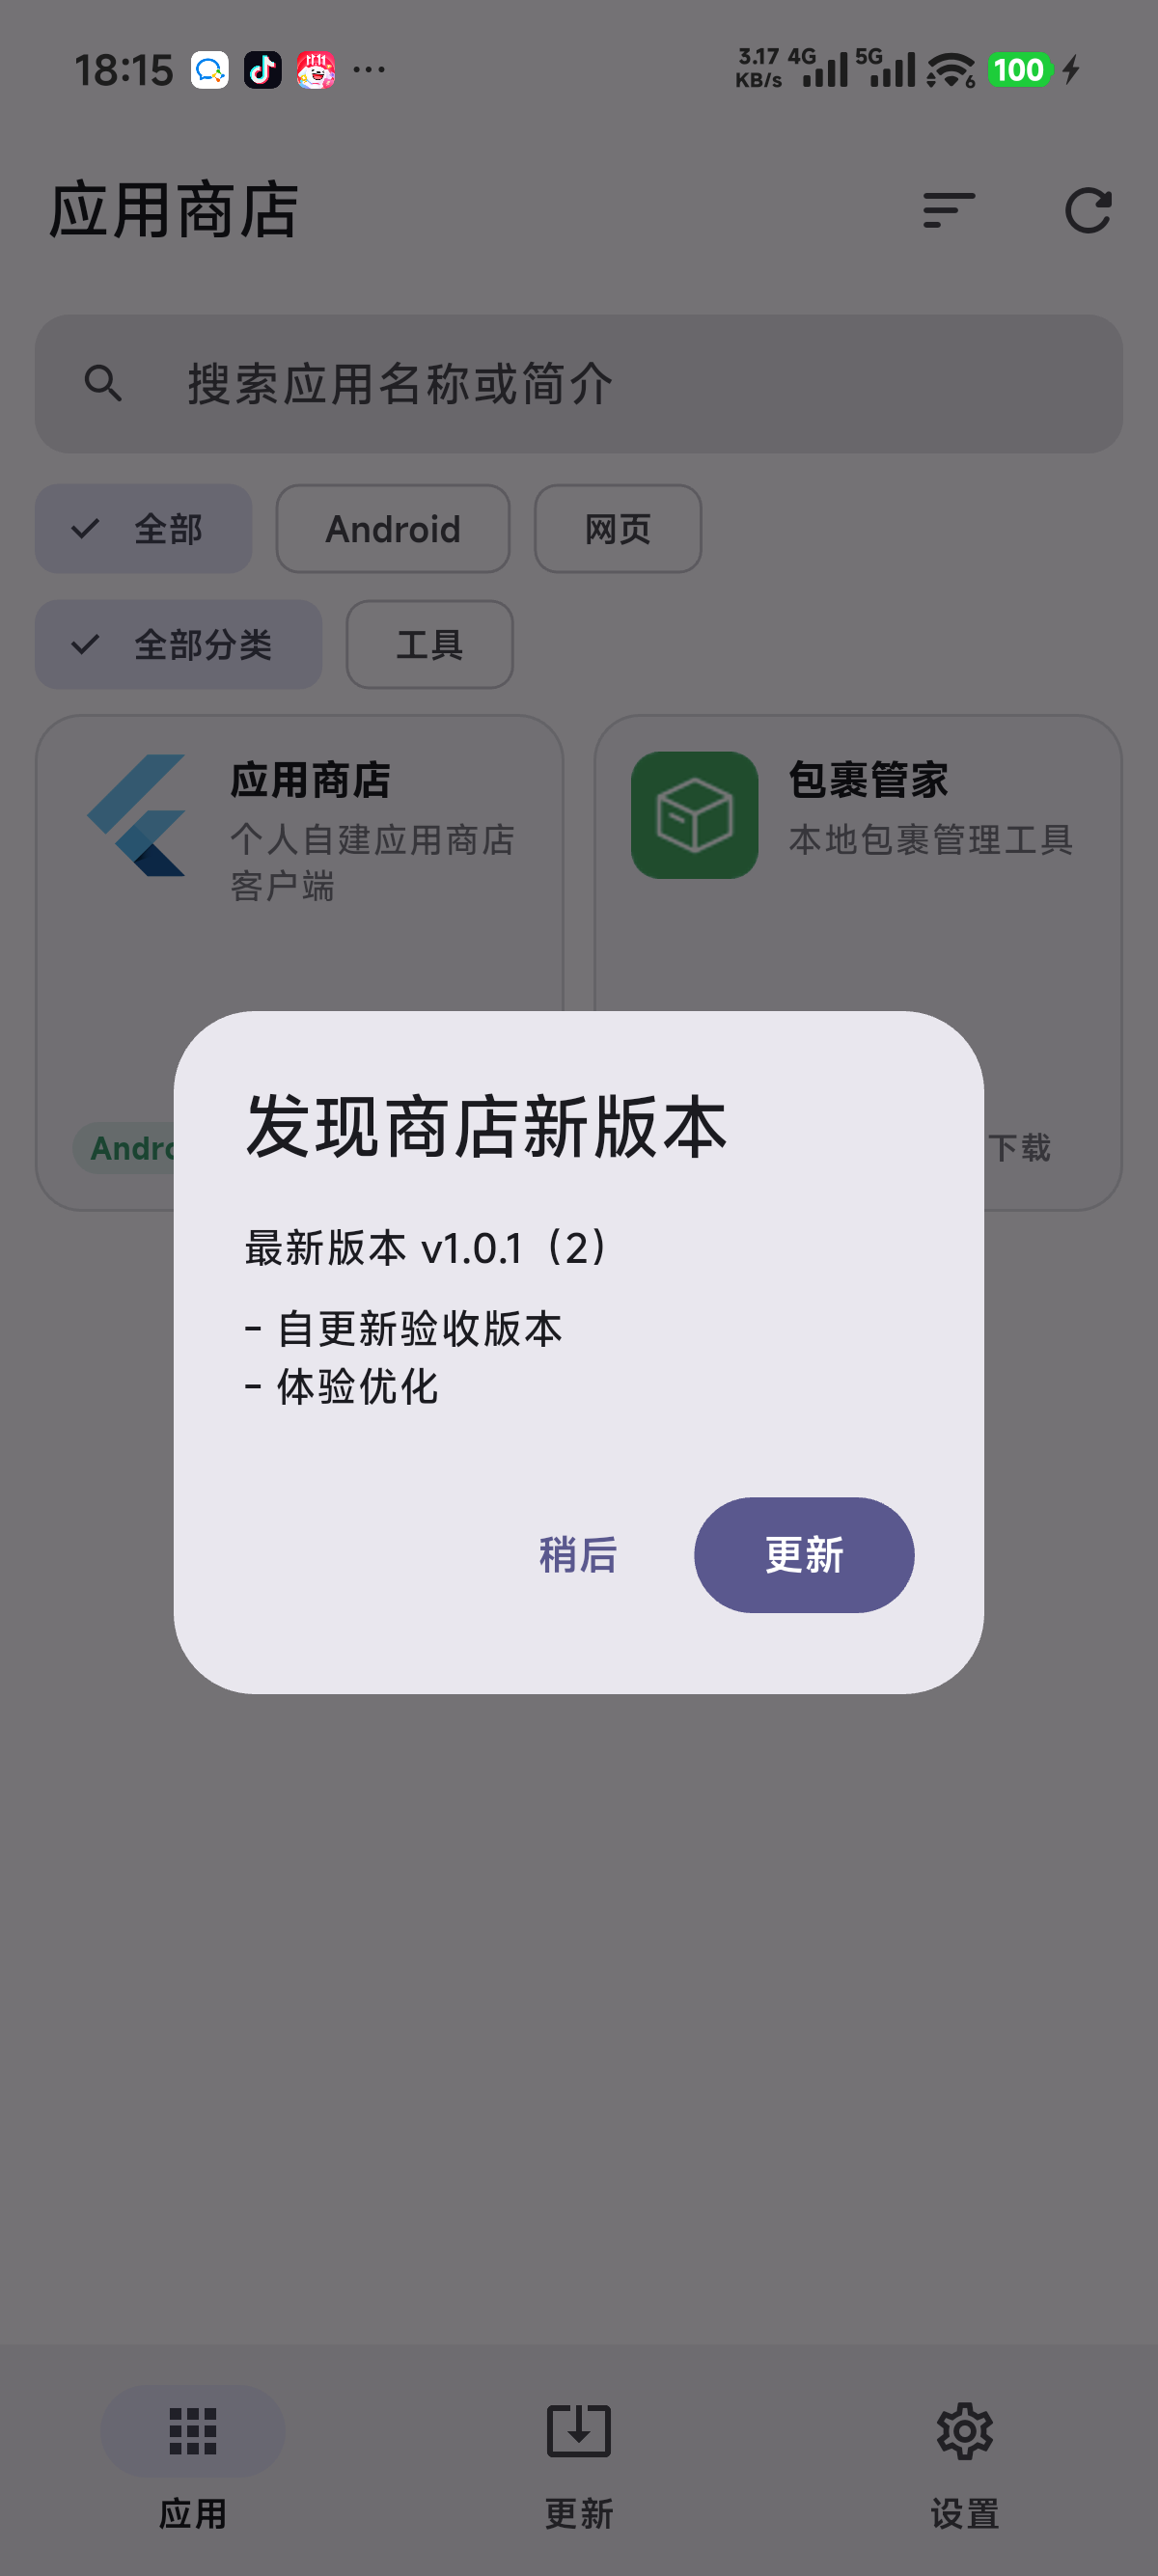 18:15
3.17 KB/s 4G 5G 6 100
应用商店
搜索应用名称或简介
全部 Android 网页
全部分类 工具
应用商店
个人自建应用商店
客户端
包裹管家
本地包裹管理工具
下载
发现商店新版本
最新版本 v1.0.1（2）
- 自更新验收版本
- 体验优化
稍后 更新
应用 更新 设置